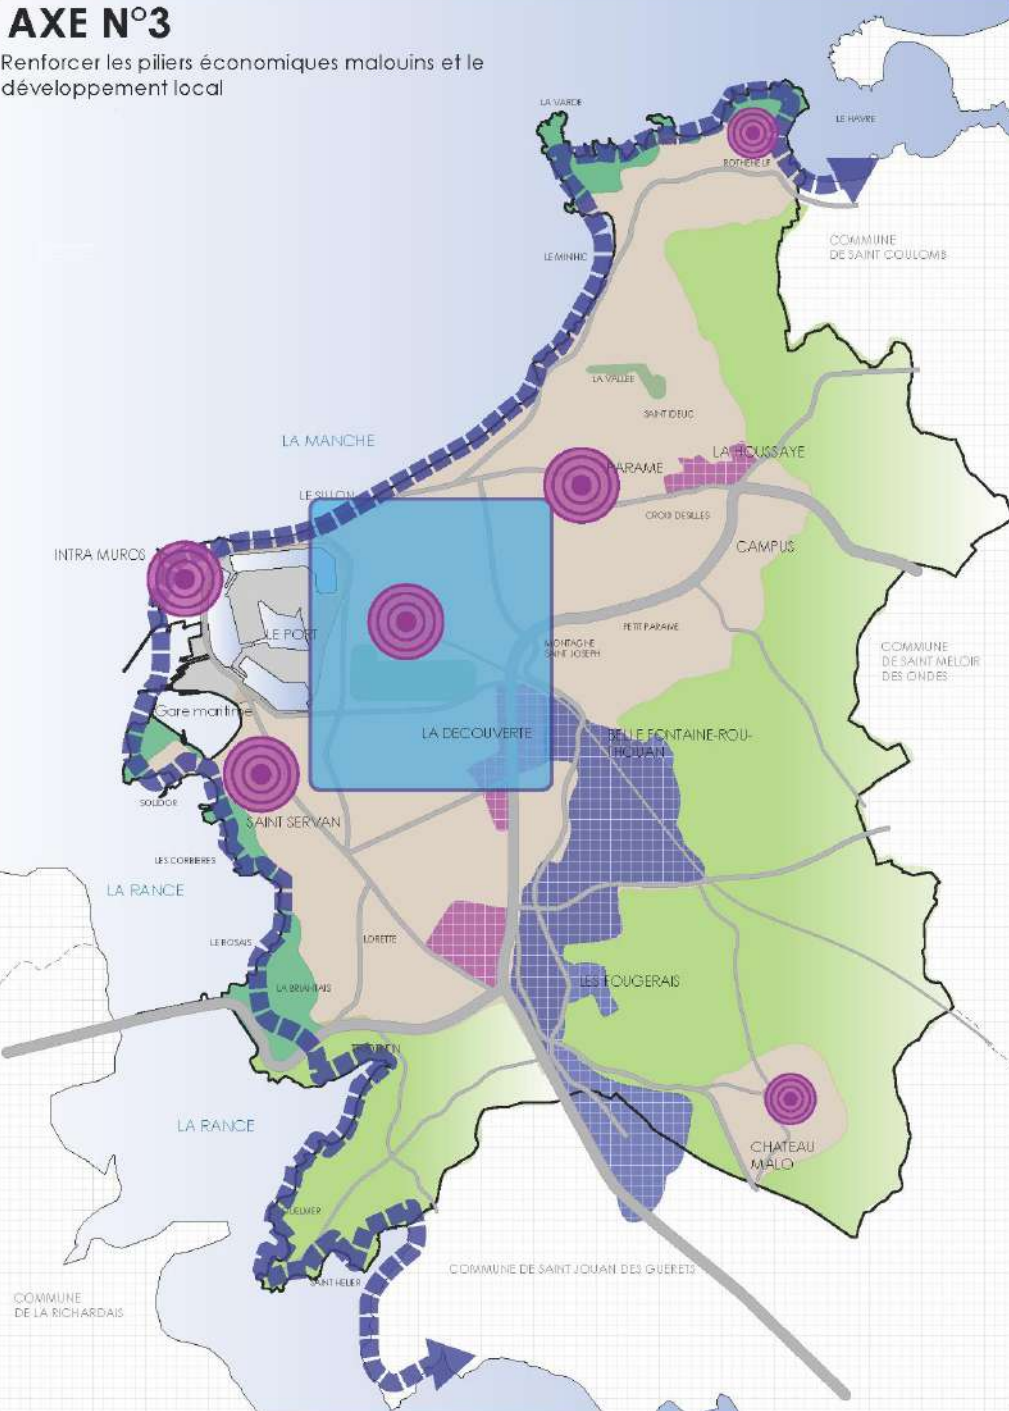 AXE N°3
Renforcer les piliers économiques malouins et le
développement local
LA VARDE
LE HAVRE
ROTHENEUF
COMMUNE
DE SAINT COULOMB
LE MINHIC
LA VALLEE
SAINT IDEUC
LA MANCHE
PARAME
LA HOUSSAYE
LE SILLON
CROIX DESILLES
INTRA MUROS
CAMPUS
LE PORT
PETIT PARAME
MONTAGNE
SAINT JOSEPH
COMMUNE
DE SAINT MELOIR
DES ONDES
Gare maritime
LA DECOUVERTE
BELLE FONTAINE-ROU-
THOUAN
SOLIDOR
SAINT SERVAN
LES CORBIERES
LA RANCE
LE ROSAIS
LORETTE
LES FOUGERAIS
LA BRIANTAIS
LA RANCE
CHATEAU
MALO
QUELMER
SAINT HELIER
COMMUNE DE SAINT JOUAN DES GUERETS
COMMUNE
DE LA RICHARDAIS